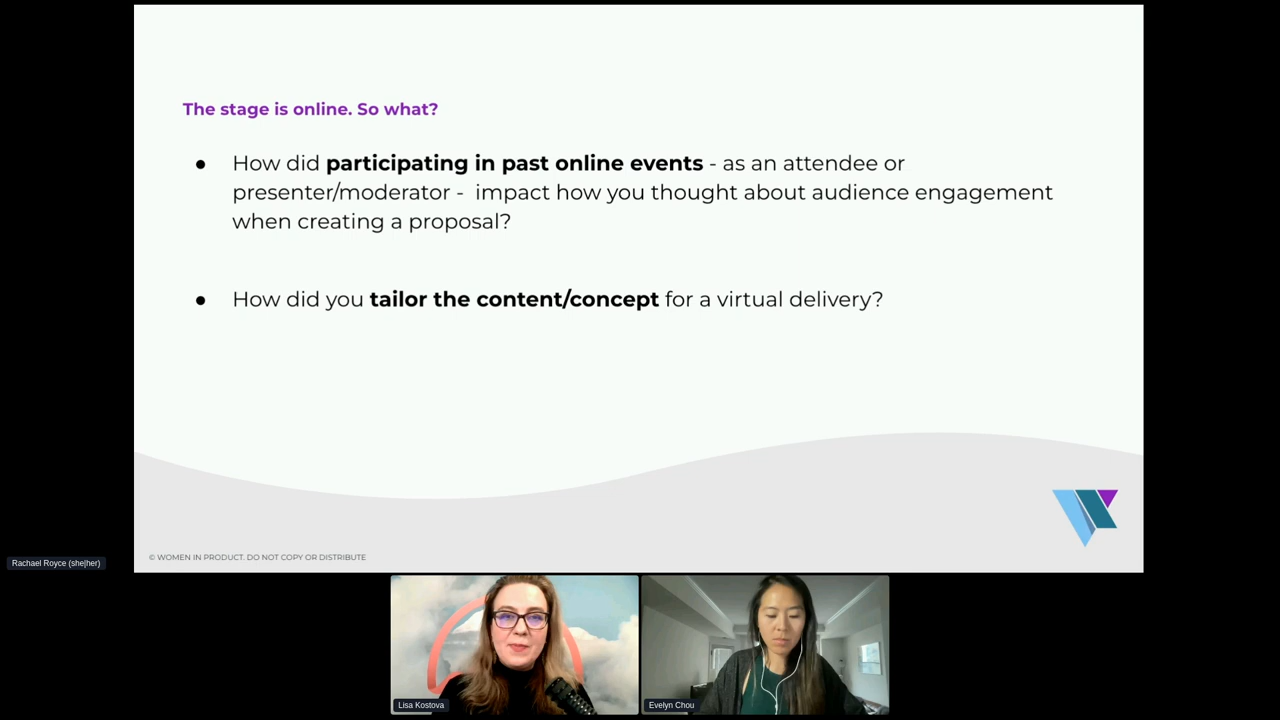 The stage is online. So what?
● How did participating in past online events - as an attendee or
presenter/moderator - impact how you thought about audience engagement
when creating a proposal?
● How did you tailor the content/concept for a virtual delivery?
© WOMEN IN PRODUCT. DO NOT COPY OR DISTRIBUTE
Rachael Royce (she|her)
Lisa Kostova
Evelyn Chou